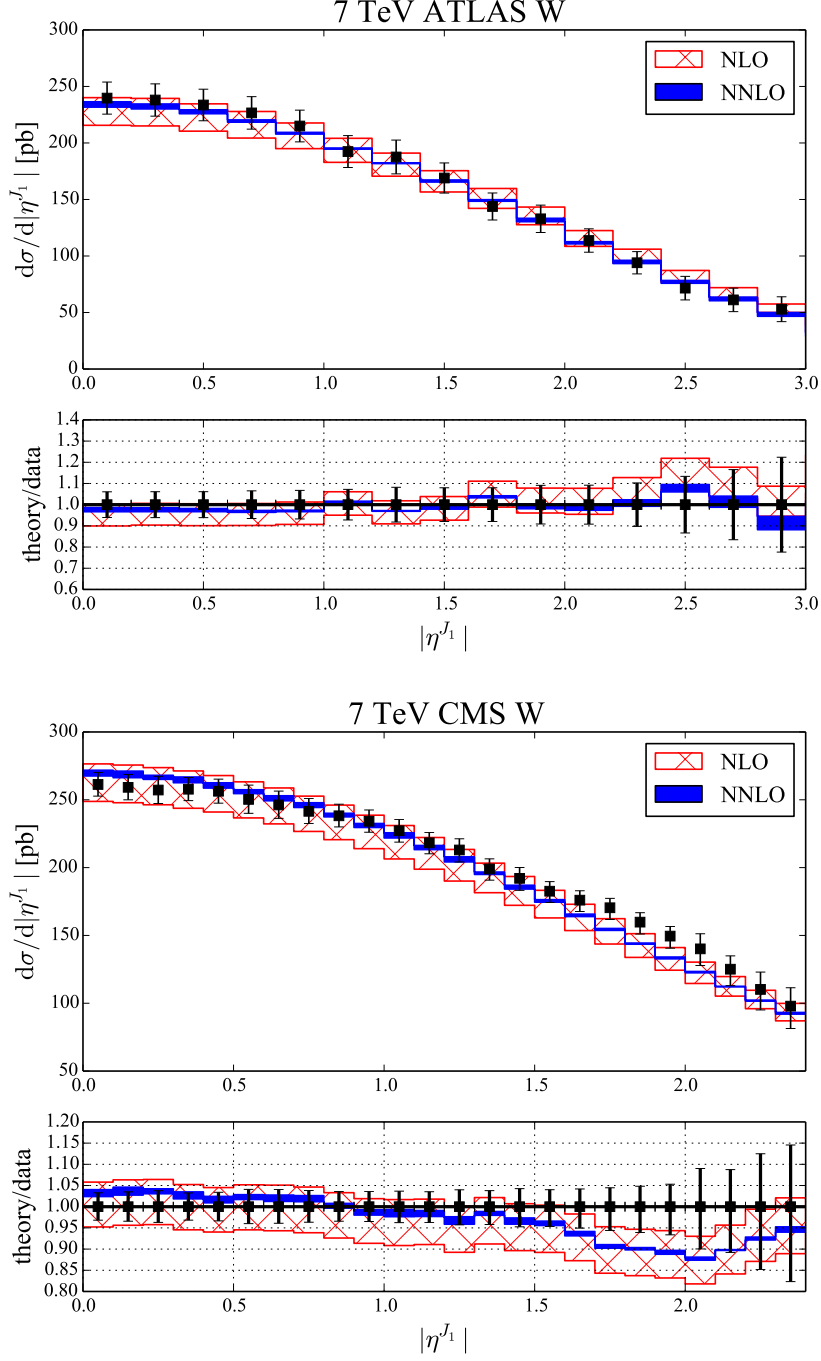 7 TeV ATLAS W
300
250
200
150
100
50
0
dσ/d|η^{J_1}| [pb]
NLO
NNLO
0.0 0.5 1.0 1.5 2.0 2.5 3.0
1.4
1.3
1.2
1.1
1.0
0.9
0.8
0.7
0.6
theory/data
0.0 0.5 1.0 1.5 2.0 2.5 3.0
|η^{J_1}|
7 TeV CMS W
300
250
200
150
100
50
dσ/d|η^{J_1}| [pb]
NLO
NNLO
0.0 0.5 1.0 1.5 2.0
1.20
1.15
1.10
1.05
1.00
0.95
0.90
0.85
0.80
theory/data
0.0 0.5 1.0 1.5 2.0
|η^{J_1}|